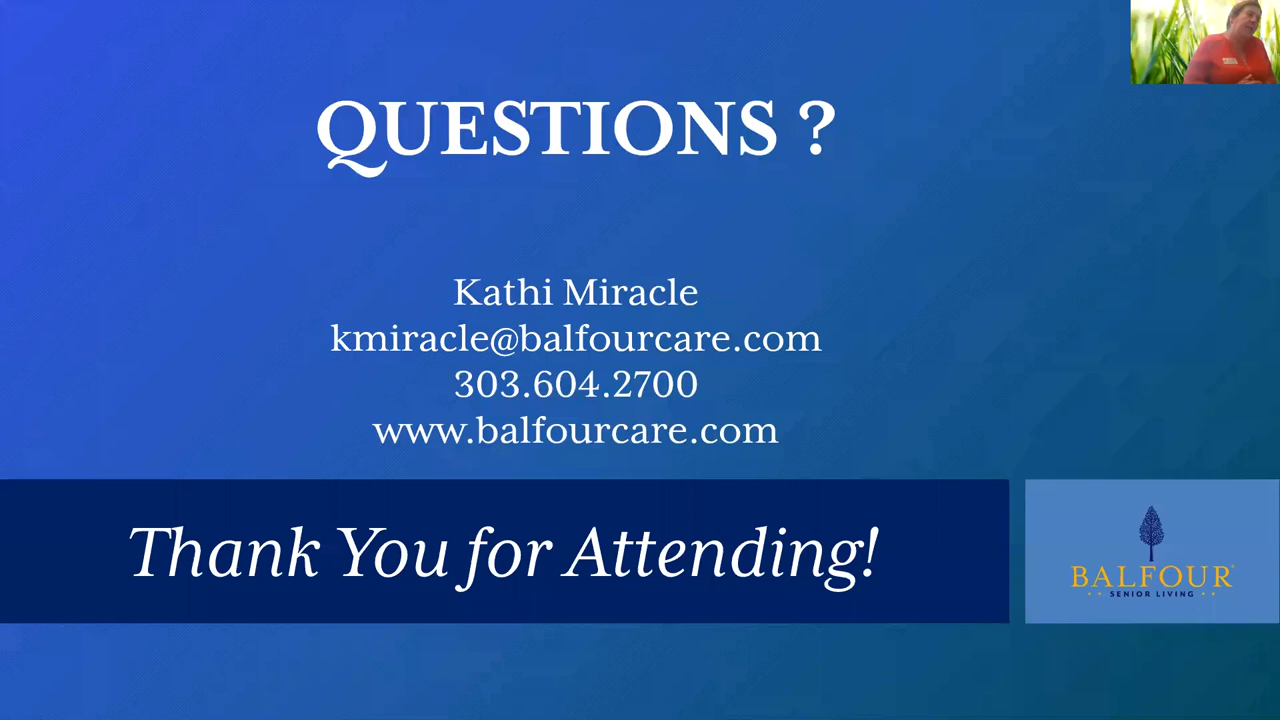 QUESTIONS ?
Kathi Miracle
kmiracle@balfourcare.com
303.604.2700
www.balfourcare.com
Thank You for Attending!
BALFOUR
SENIOR LIVING